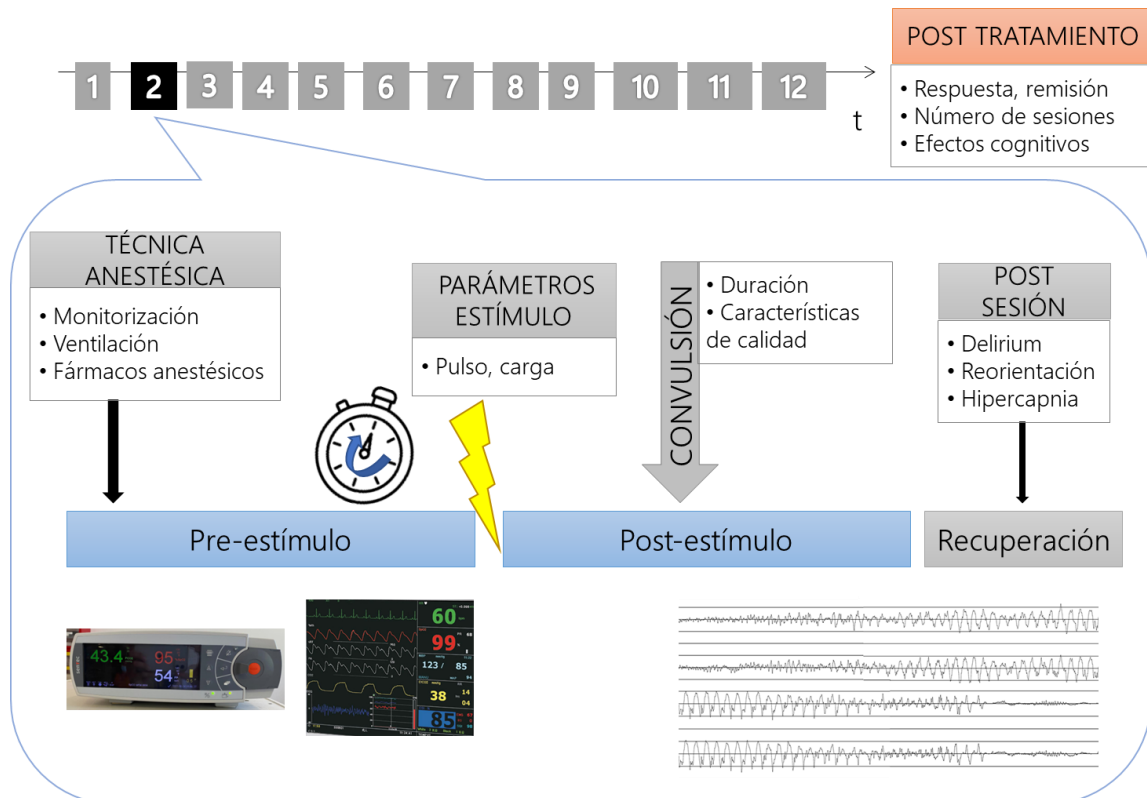 POST TRATAMIENTO
• Respuesta, remisión
• Número de sesiones
• Efectos cognitivos
1 2 3 4 5 6 7 8 9 10 11 12
t
TÉCNICA
ANESTÉSICA
• Monitorización
• Ventilación
• Fármacos anestésicos
PARÁMETROS
ESTÍMULO
• Pulso, carga
CONVULSIÓN
• Duración
• Características
de calidad
POST
SESIÓN
• Delirium
• Reorientación
• Hipercapnia
Pre-estímulo
Post-estímulo
Recuperación
43.4
95
54
60
99
123 / 85
38
14
04
85